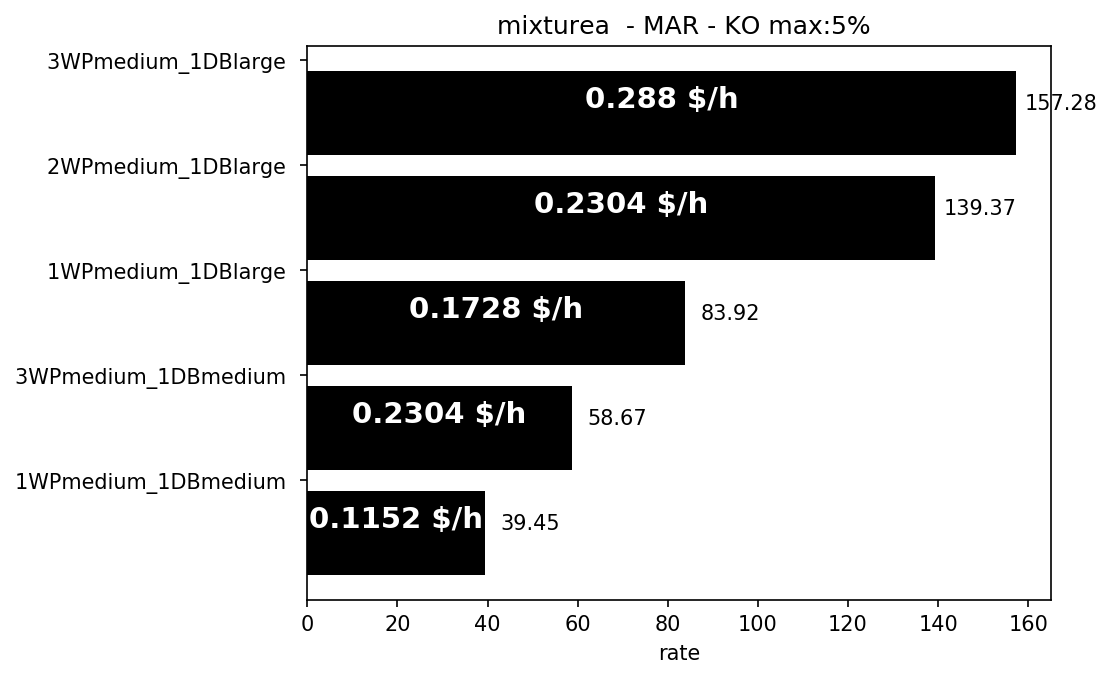 mixturea  - MAR - KO max:5%
3WPmedium_1DBlarge
0.288 $/h
157.28
2WPmedium_1DBlarge
0.2304 $/h
139.37
1WPmedium_1DBlarge
0.1728 $/h
83.92
3WPmedium_1DBmedium
0.2304 $/h
58.67
1WPmedium_1DBmedium
0.1152 $/h
39.45
0 20 40 60 80 100 120 140 160
rate